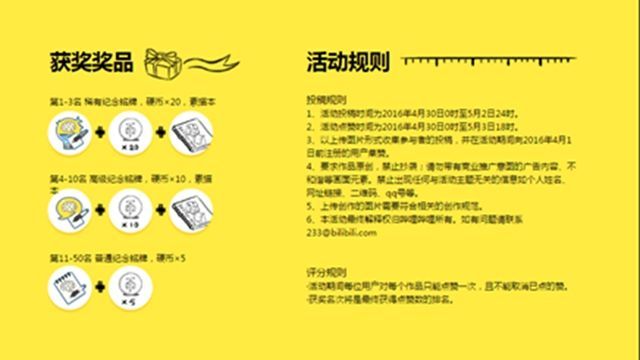 获奖奖品
第1-3名 稀有纪念铭牌，硬币×20，素描本
×20
第4-10名 高级纪念铭牌，硬币×10，素描
本
×10
第11-50名 普通纪念铭牌，硬币×5
×5
活动规则
投稿规则
1、活动投稿时间为2016年4月30日0时至5月2日24时。
2、活动点赞时间为2016年4月30日0时至5月3日18时。
3、以上传图片形式收集参与者的投稿，并在活动期间向2016年4月1
日前注册的用户集赞。
4、要求作品原创，禁止抄袭；请勿带有商业推广意图的广告内容、不
和谐等画面元素。禁止出现任何与活动主题无关的信息如个人姓名、
网址链接、二维码、qq号等。
5、上传创作的图片需要符合相关的创作规范。
6、本活动最终解释权归哔哩哔哩所有。如有问题请联系
233@bilibili.com
评分规则
·活动期间每位用户对每个作品只能点赞一次，且不能取消已点的赞。
·获奖名次将是最终获得点赞数的排名。